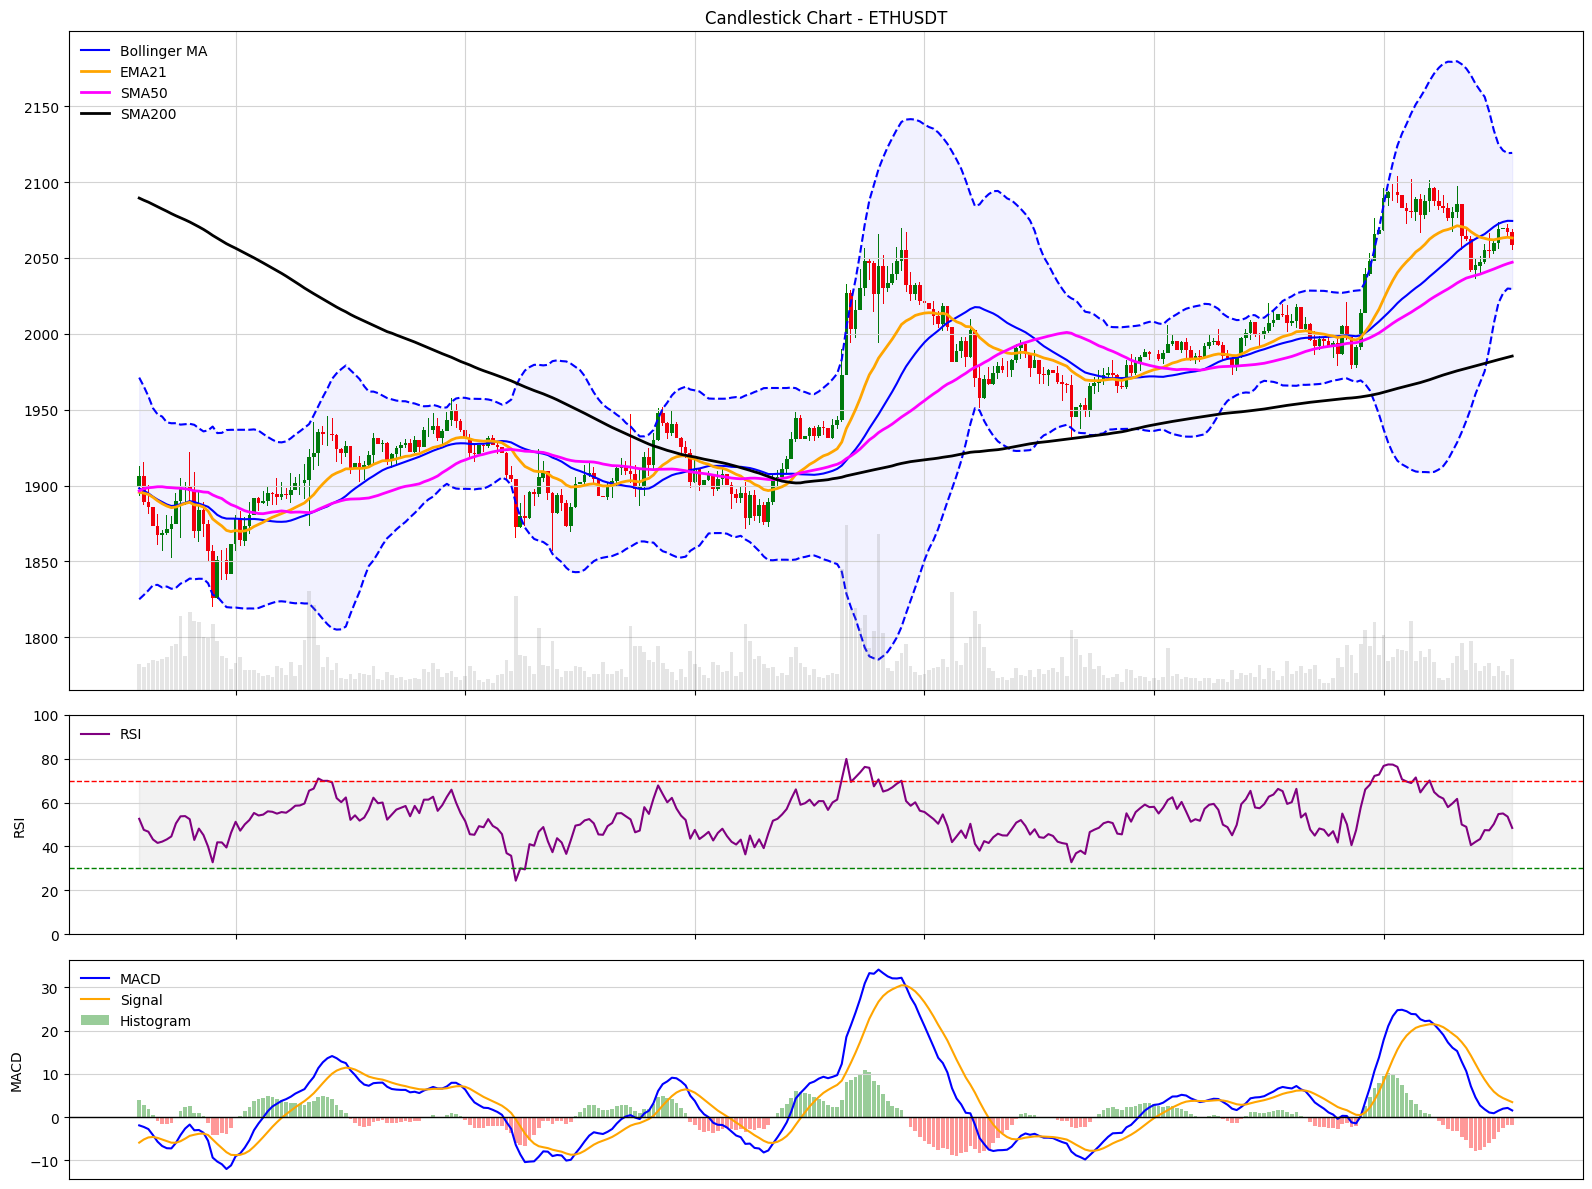 Candlestick Chart - ETHUSDT
Bollinger MA
EMA21
SMA50
SMA200
2150
2100
2050
2000
1950
1900
1850
1800
RSI
100
80
60
40
20
0
RSI
MACD
Signal
Histogram
30
20
10
0
−10
MACD